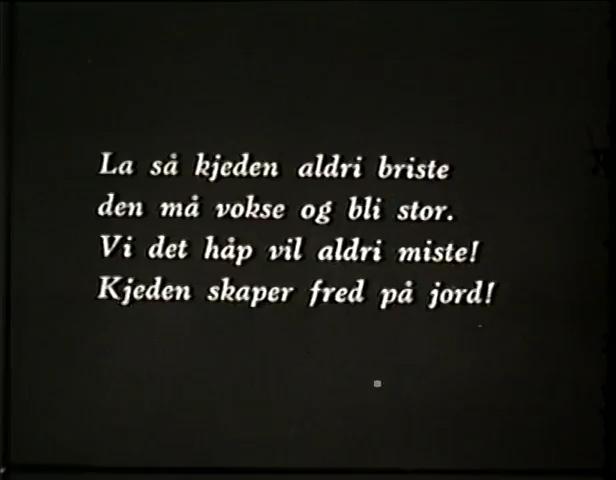 La så kjeden aldri briste
den må vokse og bli stor.
Vi det håp vil aldri miste!
Kjeden skaper fred på jord!